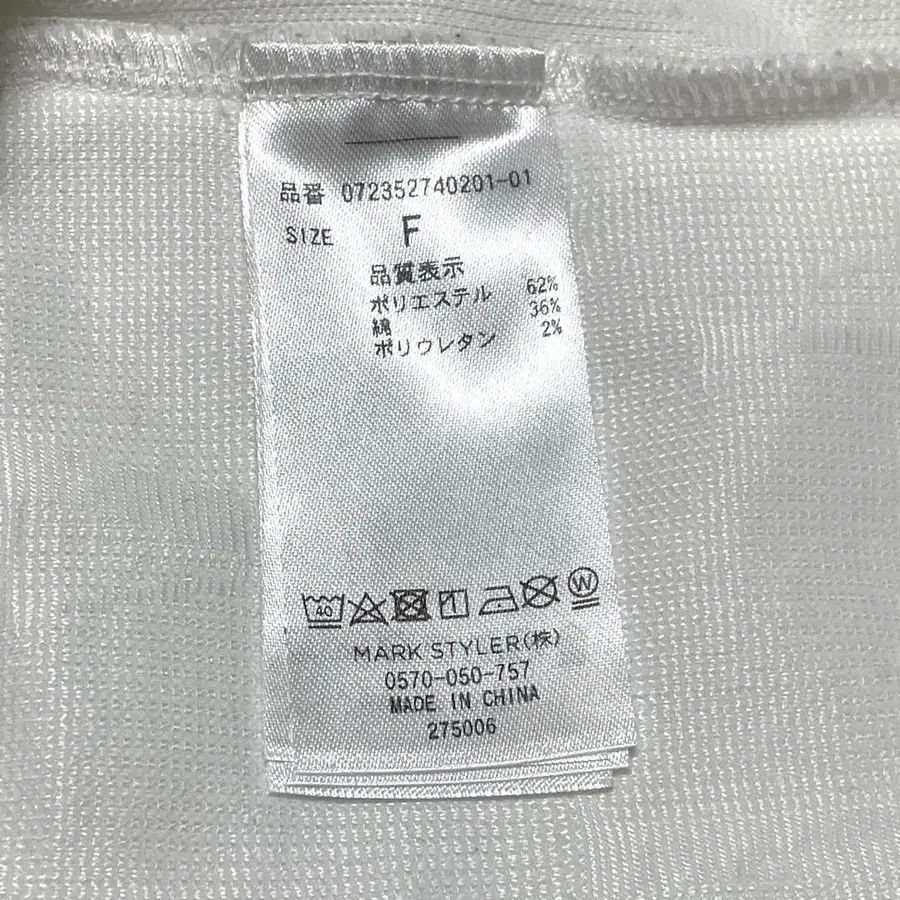 品番 072352740201-01
SIZE F
品質表示
ポリエステル 62%
綿 36%
ポリウレタン 2%
40 W
MARK STYLER(株)
0570-050-757
MADE IN CHINA
275006